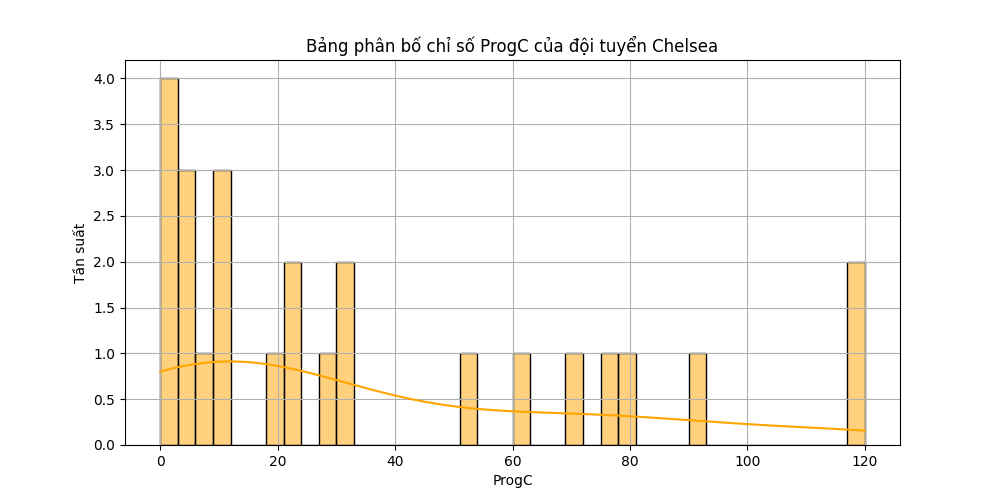 Bảng phân bố chỉ số ProgC của đội tuyển Chelsea
Tần suất
4.0
3.5
3.0
2.5
2.0
1.5
1.0
0.5
0.0
0 20 40 60 80 100 120
ProgC